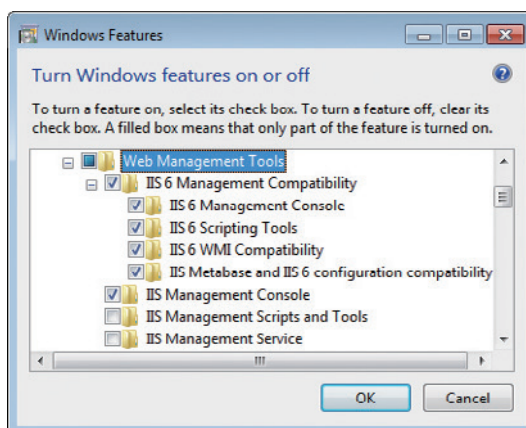 Windows Features
Turn Windows features on or off
To turn a feature on, select its check box. To turn a feature off, clear its
check box. A filled box means that only part of the feature is turned on.
Web Management Tools
IIS 6 Management Compatibility
IIS 6 Management Console
IIS 6 Scripting Tools
IIS 6 WMI Compatibility
IIS Metabase and IIS 6 configuration compatibility
IIS Management Console
IIS Management Scripts and Tools
IIS Management Service
OK Cancel